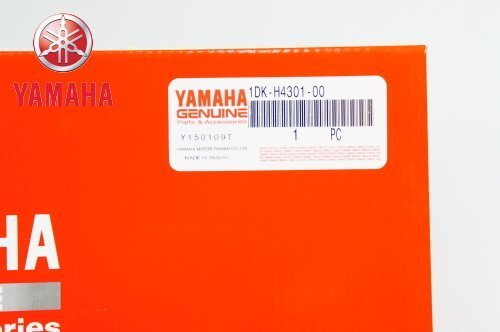 YAMAHA
YAMAHA
GENUINE
Parts & Accessories
Y150109T
YAMAHA MOTOR TAIWAN CO.,LTD.
MADE IN TAIWAN
1DK-H4301-00
1 PC
HA
E
ories